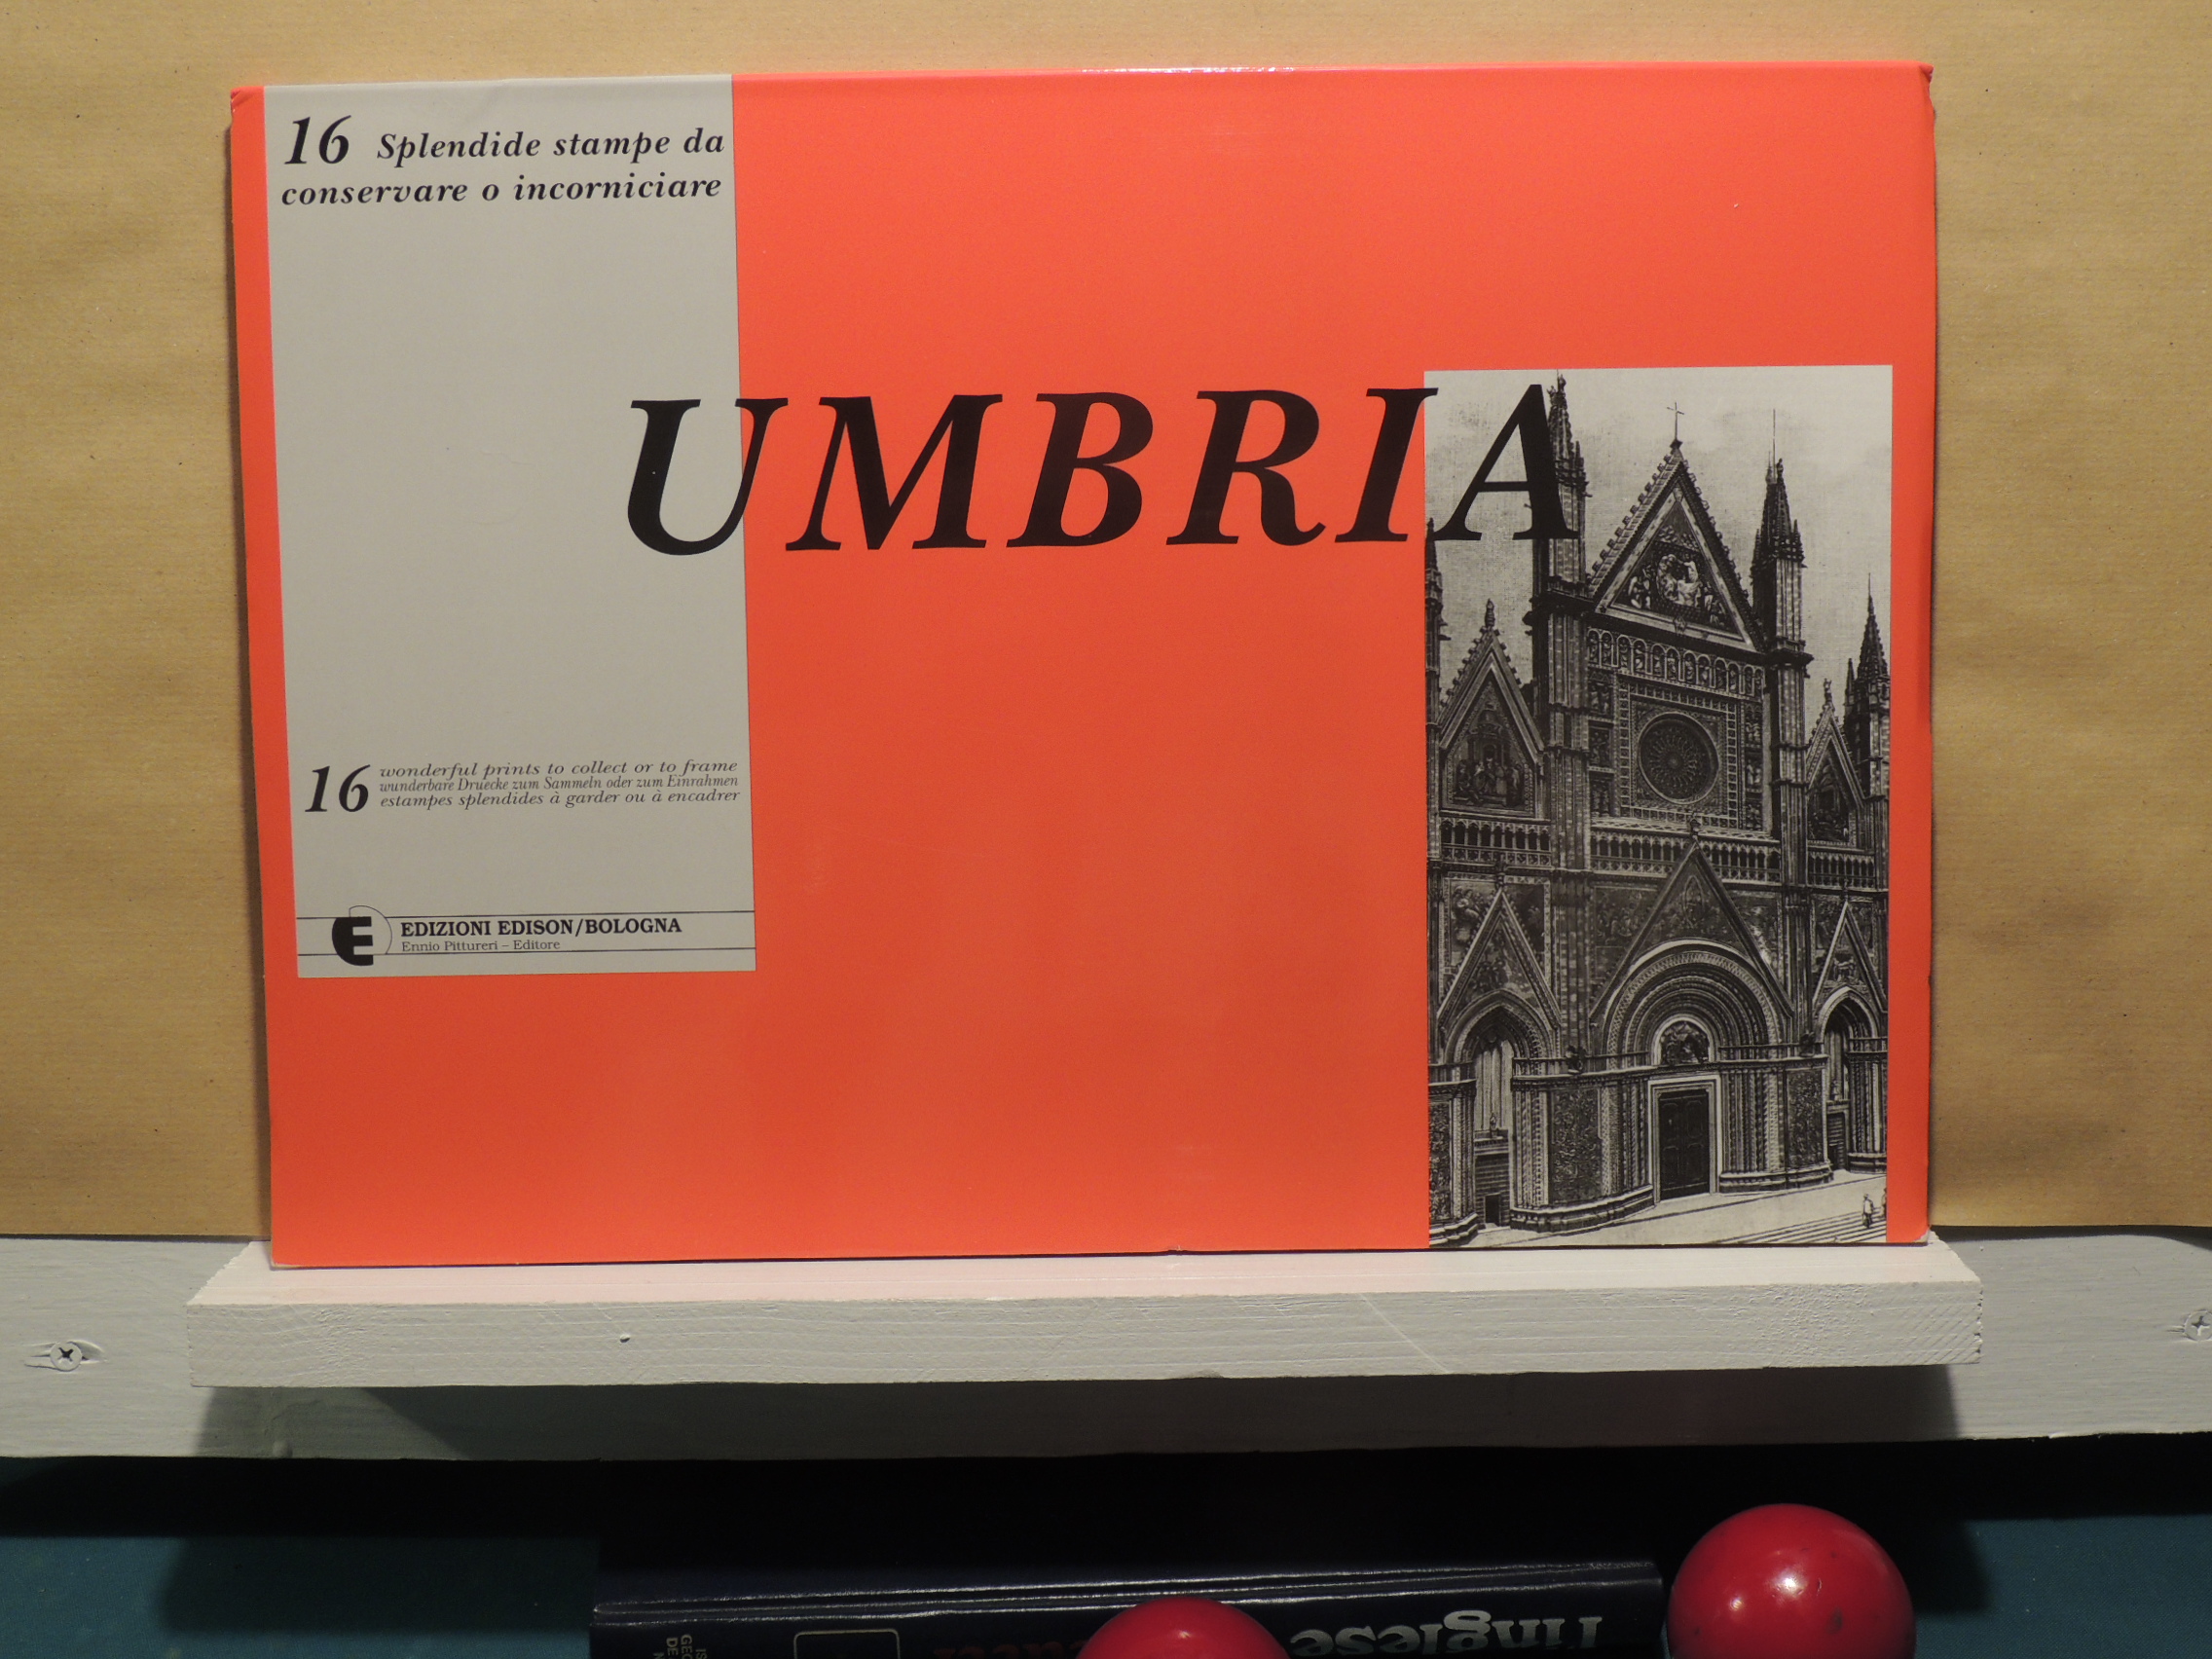 16 Splendide stampe da
conservare o incorniciare
UMBRIA
16 wonderful prints to collect or to frame
wunderbare Druecke zum Sammeln oder zum Einrahmen
estampes splendides à garder ou à encadrer
E EDIZIONI EDISON/BOLOGNA
Ennio Pittureri – Editore
l'inglese